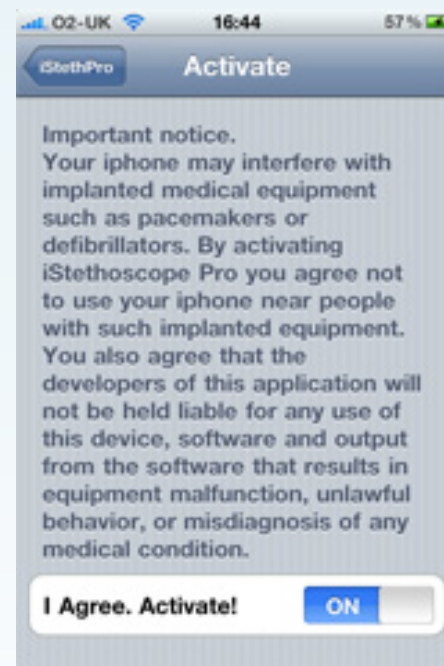 O2-UK 16:44 57%
iStethPro Activate
Important notice.
Your iphone may interfere with
implanted medical equipment
such as pacemakers or
defibrillators. By activating
iStethoscope Pro you agree not
to use your iphone near people
with such implanted equipment.
You also agree that the
developers of this application will
not be held liable for any use of
this device, software and output
from the software that results in
equipment malfunction, unlawful
behavior, or misdiagnosis of any
medical condition.
I Agree. Activate! ON